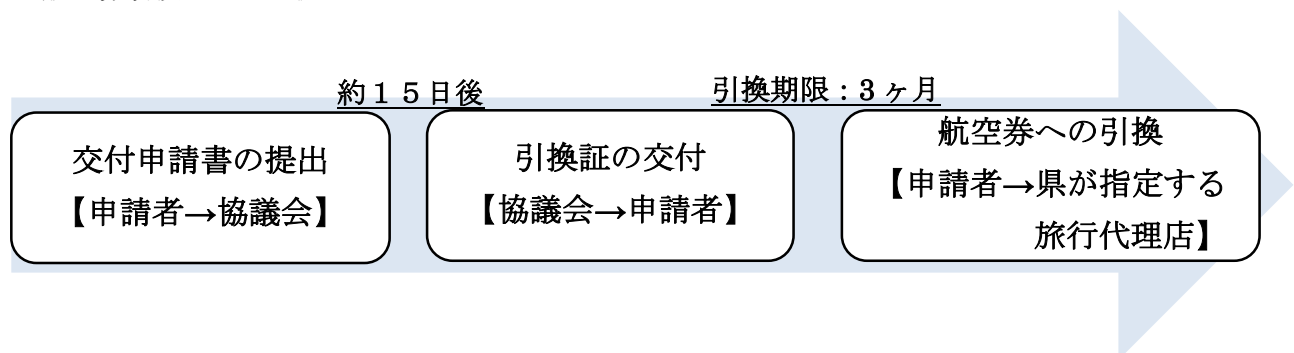 約１５日後
引換期限：３ヶ月
交付申請書の提出
【申請者→協議会】
引換証の交付
【協議会→申請者】
航空券への引換
【申請者→県が指定する
旅行代理店】